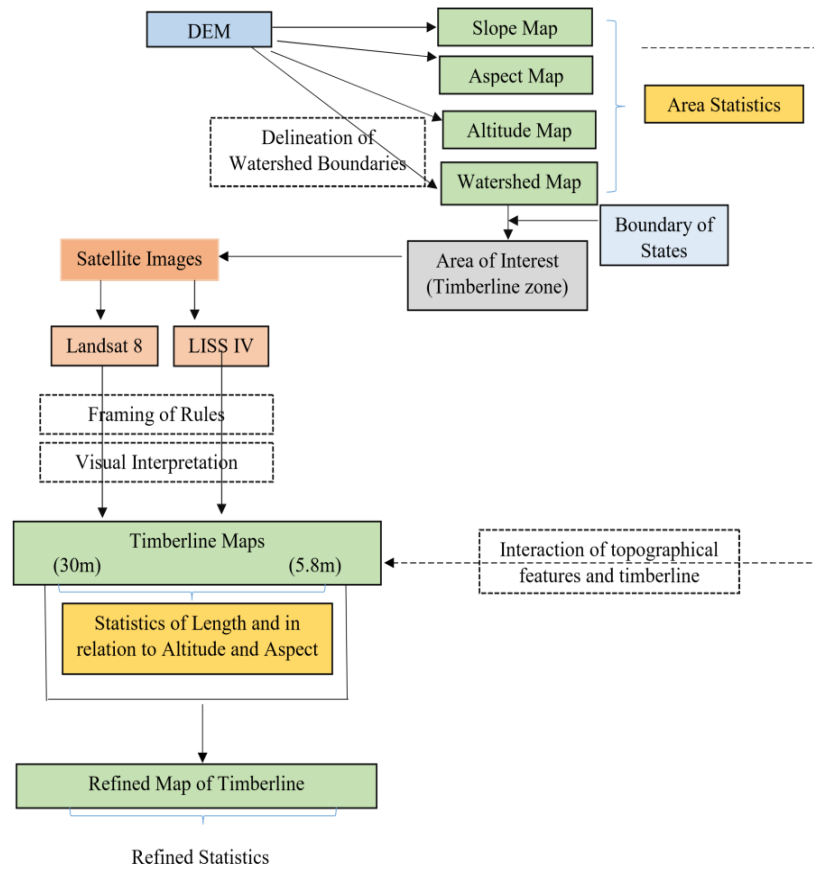 DEM
Slope Map
Aspect Map
Area Statistics
Altitude Map
Delineation of
Watershed Boundaries
Watershed Map
Boundary of
States
Area of Interest
(Timberline zone)
Satellite Images
Landsat 8
LISS IV
Framing of Rules
Visual Interpretation
Timberline Maps
(30m) (5.8m)
Interaction of topographical
features and timberline
Statistics of Length and in
relation to Altitude and Aspect
Refined Map of Timberline
Refined Statistics